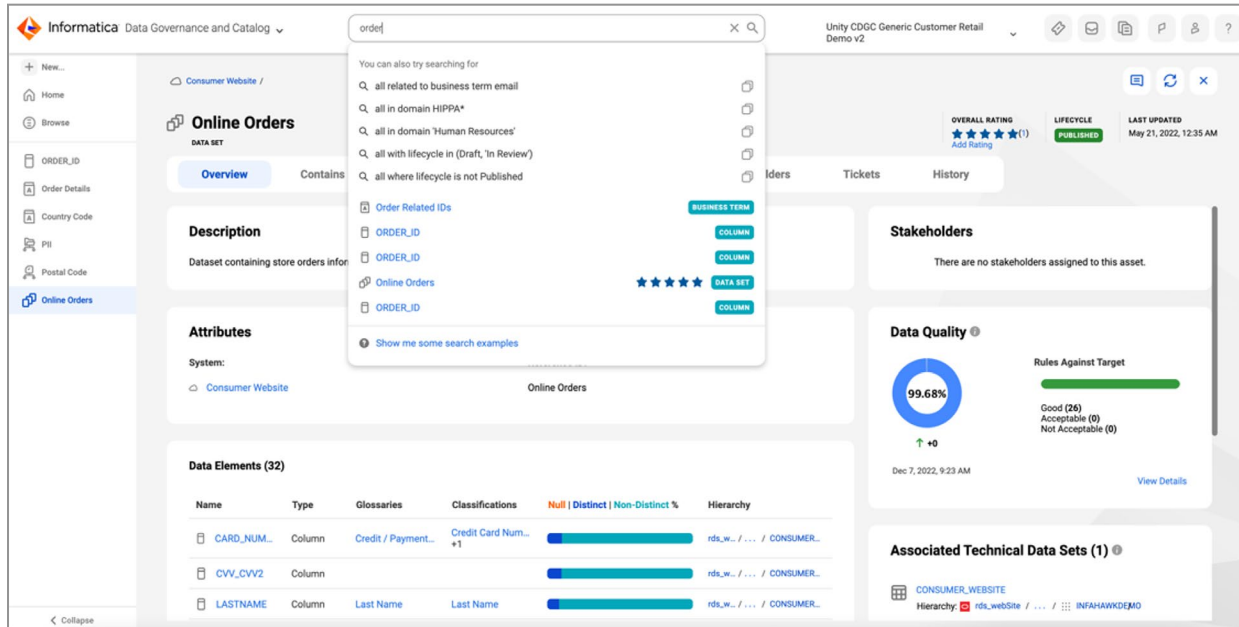 Informatica Data Governance and Catalog
order
Unity CDGC Generic Customer Retail
Demo v2
?
New...
Home
Browse
ORDER_ID
Order Details
Country Code
PII
Postal Code
Online Orders
Collapse
Consumer Website /
Online Orders
DATA SET
OVERALL RATING
(1)
Add Rating
LIFECYCLE
PUBLISHED
LAST UPDATED
May 21, 2022, 12:35 AM
Overview
Contains
Tickets
History
You can also try searching for
all related to business term email
all in domain HIPPA*
all in domain 'Human Resources'
all with lifecycle in (Draft, 'In Review')
all where lifecycle is not Published
Order Related IDs BUSINESS TERM
ORDER_ID COLUMN
ORDER_ID COLUMN
Online Orders DATA SET
ORDER_ID COLUMN
Show me some search examples
Description
Dataset containing store orders infor
Attributes
System:
Consumer Website
Online Orders
Data Elements (32)
Name Type Glossaries Classifications Null | Distinct | Non-Distinct % Hierarchy
CARD_NUM... Column Credit / Payment... Credit Card Num... rds_w... / ... / CONSUMER...
+1
CVV_CVV2 Column rds_w... / ... / CONSUMER...
LASTNAME Column Last Name Last Name rds_w... / ... / CONSUMER...
Stakeholders
There are no stakeholders assigned to this asset.
Data Quality
99.68%
+0
Rules Against Target
Good (26)
Acceptable (0)
Not Acceptable (0)
Dec 7, 2022, 9:23 AM
View Details
Associated Technical Data Sets (1)
CONSUMER_WEBSITE
Hierarchy: rds_webSite / ... / INFAHAWKDEMO